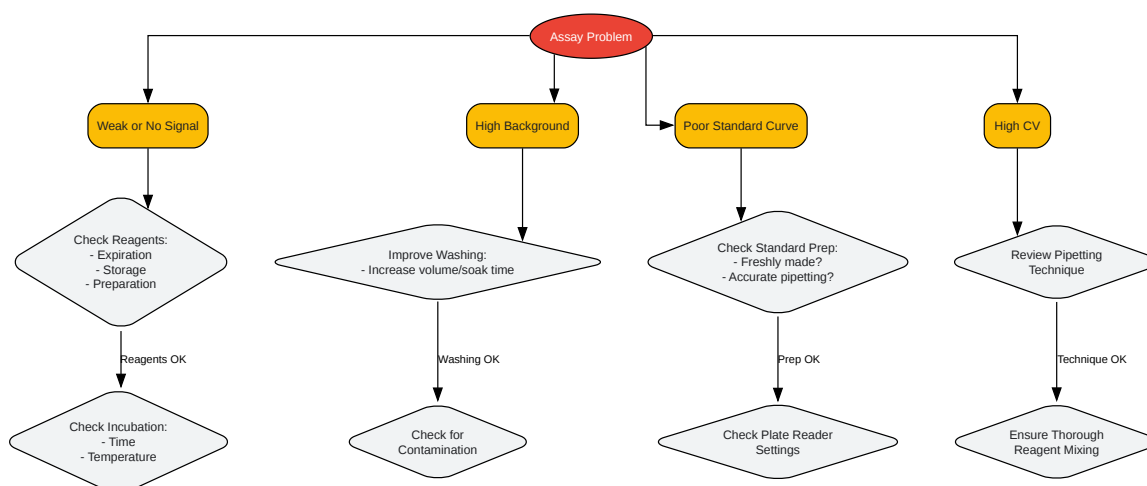 Assay Problem
Weak or No Signal
High Background
Poor Standard Curve
High CV
Check Reagents:
- Expiration
- Storage
- Preparation
Improve Washing:
- Increase volume/soak time
Check Standard Prep:
- Freshly made?
- Accurate pipetting?
Review Pipetting
Technique
Reagents OK
Washing OK
Prep OK
Technique OK
Check Incubation:
- Time
- Temperature
Check for
Contamination
Check Plate Reader
Settings
Ensure Thorough
Reagent Mixing